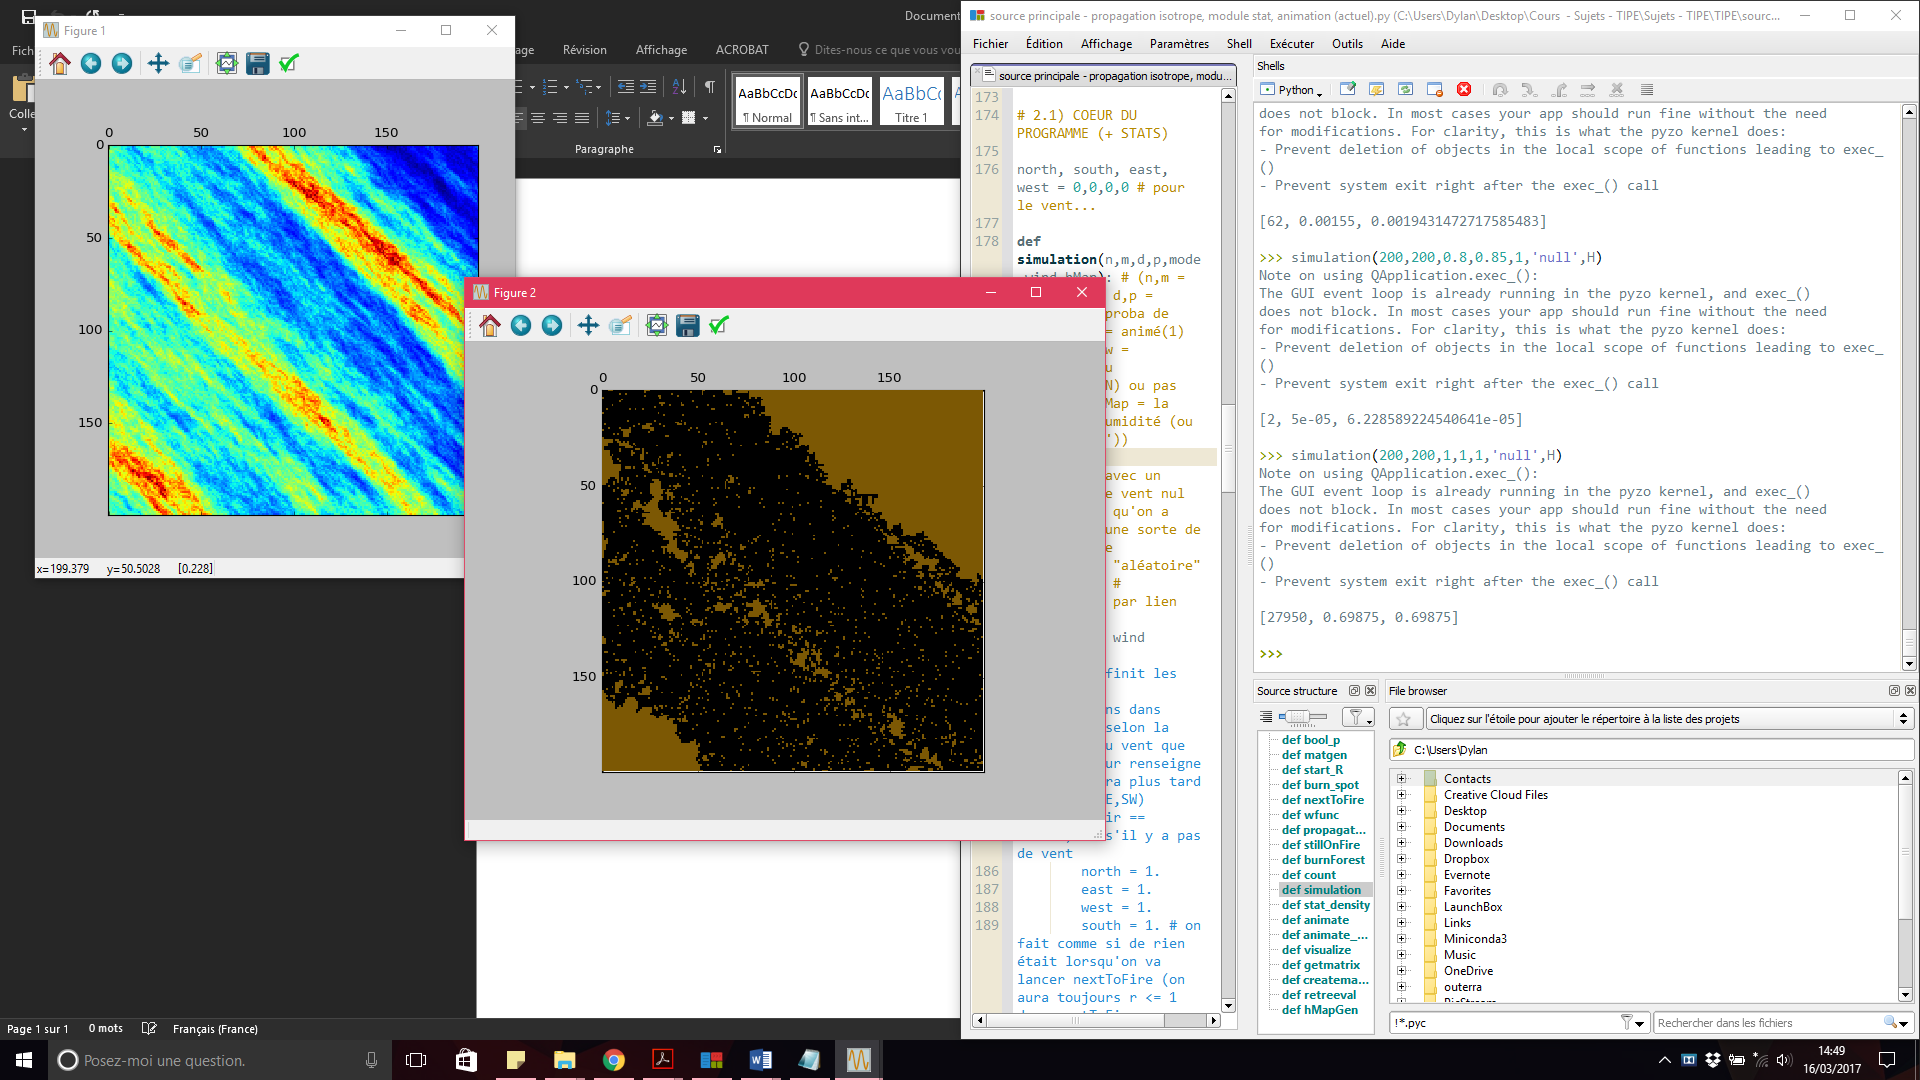 Document
Figure 1
Fich
age
Révision
Affichage
ACROBAT
Dites-nous ce que vous vou
Colle
AaBbCcDc
AaBbCcDc
AaBbC
¶ Normal
¶ Sans int...
Titre 1
Paragraphe
0 50 100 150
0
50
100
150
x=199.379 y=50.5028 [0.228]
Figure 2
0 50 100 150
0
50
100
150
source principale - propagation isotrope, module stat, animation (actuel).py (C:\Users\Dylan\Desktop\Cours - Sujets - TIPE\Sujets - TIPE\TIPE\sourc...
Fichier Édition Affichage Paramètres Shell Exécuter Outils Aide
source principale - propagation isotrope, modu...
173
174 # 2.1) COEUR DU
PROGRAMME (+ STATS)
175
176 north, south, east,
west = 0,0,0,0 # pour
le vent...
177
178 def
simulation(n,m,d,p,mode
): # (n,m =
d,p =
proba de
= animé(1)
w =
u
N) ou pas
Map = la
umidité (ou
'))
avec un
e vent nul
qu'on a
une sorte de
e
"aléatoire"
#
par lien
wind
finit les
ns dans
selon la
u vent que
ur renseigne
ra plus tard
E,SW)
ir ==
s'il y a pas
de vent
186 north = 1.
187 east = 1.
188 west = 1.
189 south = 1. # on
fait comme si de rien
était lorsqu'on va
lancer nextToFire (on
aura toujours r <= 1
Shells
Python
does not block. In most cases your app should run fine without the need
for modifications. For clarity, this is what the pyzo kernel does:
- Prevent deletion of objects in the local scope of functions leading to exec_
()
- Prevent system exit right after the exec_() call
[62, 0.00155, 0.0019431472717585483]
>>> simulation(200,200,0.8,0.85,1,'null',H)
Note on using QApplication.exec_():
The GUI event loop is already running in the pyzo kernel, and exec_()
does not block. In most cases your app should run fine without the need
for modifications. For clarity, this is what the pyzo kernel does:
- Prevent deletion of objects in the local scope of functions leading to exec_
()
- Prevent system exit right after the exec_() call
[2, 5e-05, 6.228589224540641e-05]
>>> simulation(200,200,1,1,1,'null',H)
Note on using QApplication.exec_():
The GUI event loop is already running in the pyzo kernel, and exec_()
does not block. In most cases your app should run fine without the need
for modifications. For clarity, this is what the pyzo kernel does:
- Prevent deletion of objects in the local scope of functions leading to exec_
()
- Prevent system exit right after the exec_() call
[27950, 0.69875, 0.69875]
>>>
Source structure
def bool_p
def matgen
def start_R
def burn_spot
def nextToFire
def wfunc
def propagat...
def stillOnFire
def burnForest
def count
def simulation
def stat_density
def animate
def animate_...
def visualize
def getmatrix
def createma...
def retreeval
def hMapGen
File browser
Cliquez sur l'étoile pour ajouter le répertoire à la liste des projets
C:\Users\Dylan
Contacts
Creative Cloud Files
Desktop
Documents
Downloads
Dropbox
Evernote
Favorites
LaunchBox
Links
Miniconda3
Music
OneDrive
outerra
!*.pyc
Rechercher dans les fichiers
Page 1 sur 1 0 mots Français (France)
Posez-moi une question.
14:49
16/03/2017